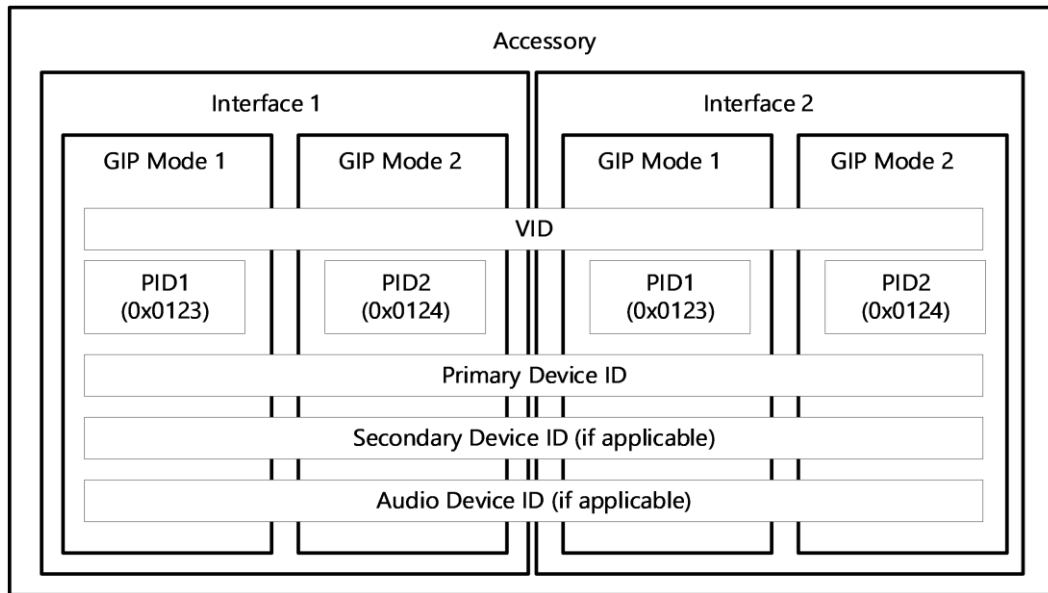 Accessory
Interface 1
Interface 2
GIP Mode 1
GIP Mode 2
GIP Mode 1
GIP Mode 2
VID
PID1
(0x0123)
PID2
(0x0124)
PID1
(0x0123)
PID2
(0x0124)
Primary Device ID
Secondary Device ID (if applicable)
Audio Device ID (if applicable)